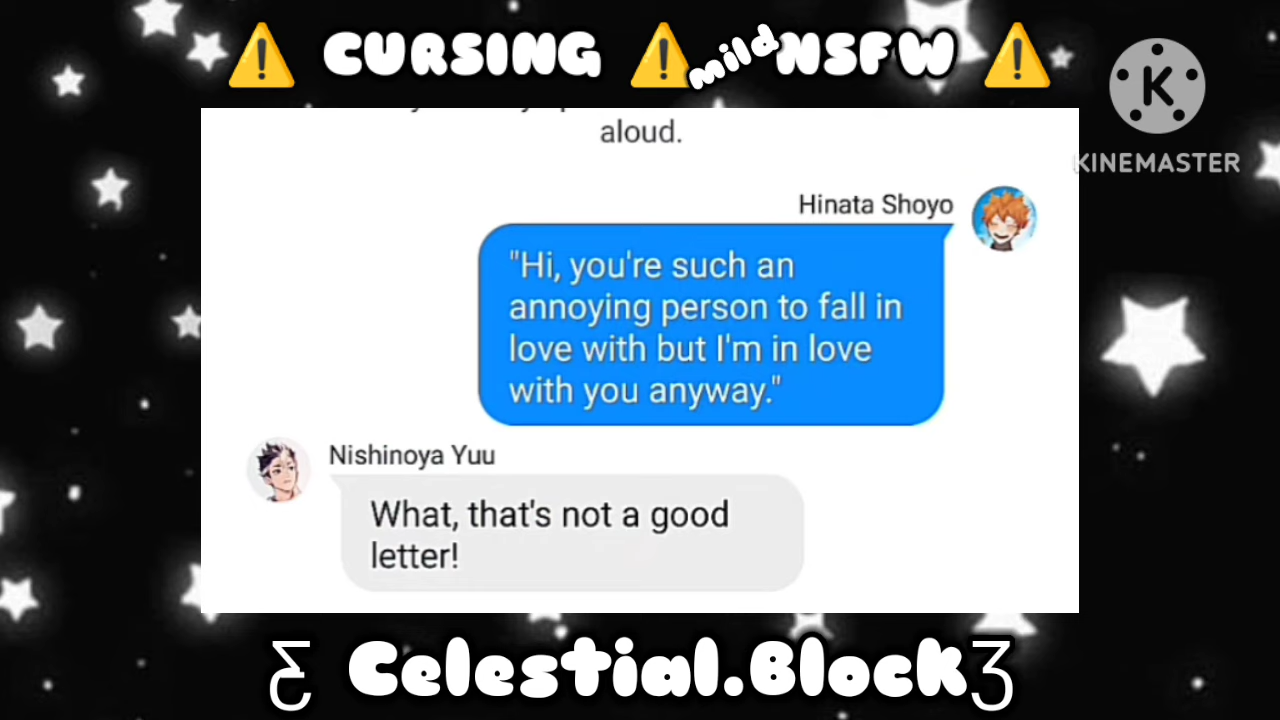 ⚠️ CURSING ⚠️ mild NSFW ⚠️
K
KINEMASTER
aloud.
Hinata Shoyo
"Hi, you're such an
annoying person to fall in
love with but I'm in love
with you anyway."
Nishinoya Yuu
What, that's not a good
letter!
Ƹ Celestial.Block Ʒ